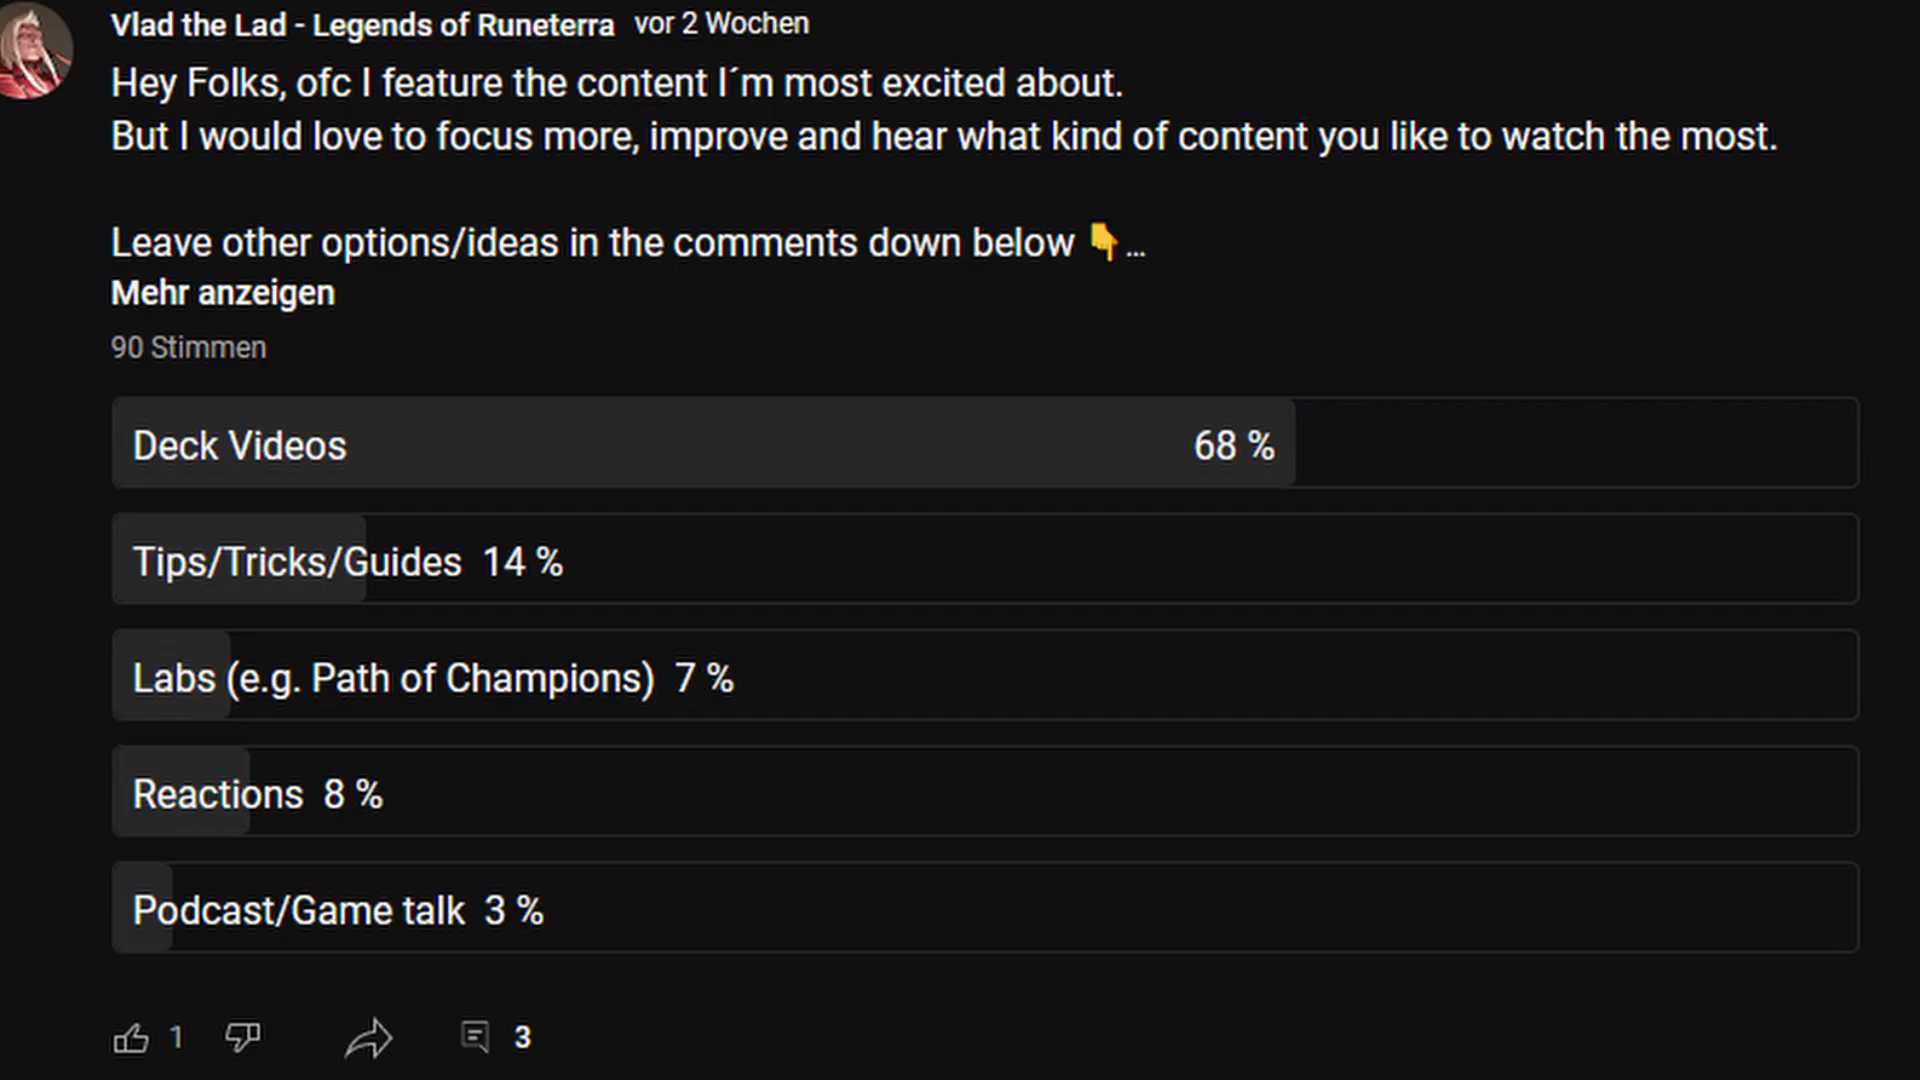 Vlad the Lad - Legends of Runeterra vor 2 Wochen
Hey Folks, ofc I feature the content I´m most excited about.
But I would love to focus more, improve and hear what kind of content you like to watch the most.
Leave other options/ideas in the comments down below 👇...
Mehr anzeigen
90 Stimmen
Deck Videos 68 %
Tips/Tricks/Guides 14 %
Labs (e.g. Path of Champions) 7 %
Reactions 8 %
Podcast/Game talk 3 %
1 3